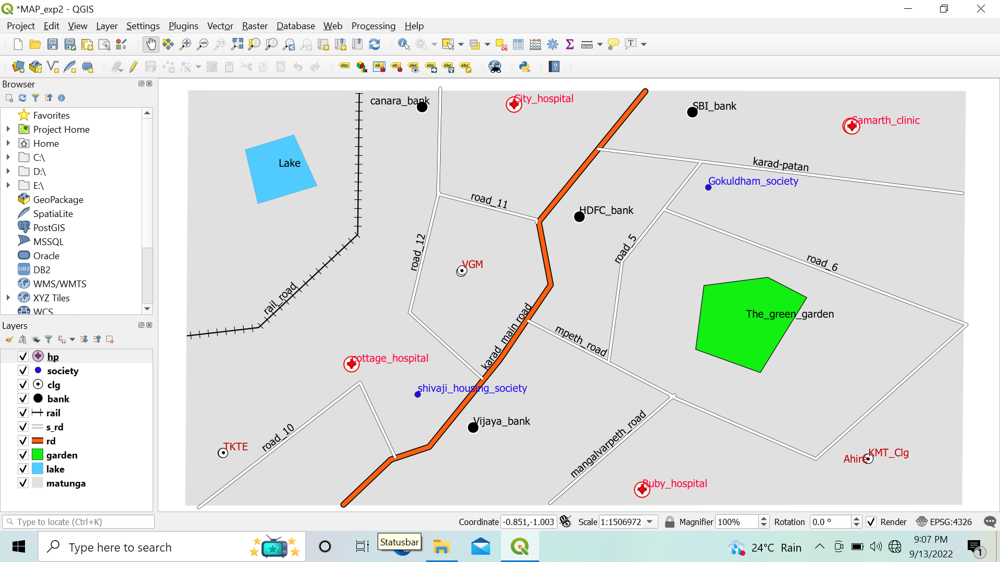 *MAP_exp2 - QGIS
Project Edit View Layer Settings Plugins Vector Raster Database Web Processing Help
Browser
Favorites
Project Home
Home
C:\
D:\
E:\
GeoPackage
SpatiaLite
PostGIS
MSSQL
Oracle
DB2
WMS/WMTS
XYZ Tiles
WCS
Layers
hp
society
clg
bank
rail
s_rd
rd
garden
lake
matunga
canara_bank
City_hospital
SBI_bank
Samarth_clinic
Lake
karad-patan
Gokuldham_society
road_11
HDFC_bank
road_12
road_5
VGM
road_6
rail_road
The_green_garden
karad_main_road
mpeth_road
cottage_hospital
shivaji_housing_society
Vijaya_bank
road_10
TKTE
mangalvarpeth_road
Ahire
KMT_Clg
Ruby_hospital
Type to locate (Ctrl+K)
Coordinate -0.851,-1.003 Scale 1:1506972 Magnifier 100% Rotation 0.0 ° Render EPSG:4326
Type here to search
Statusbar
24°C Rain
9:07 PM
9/13/2022
1